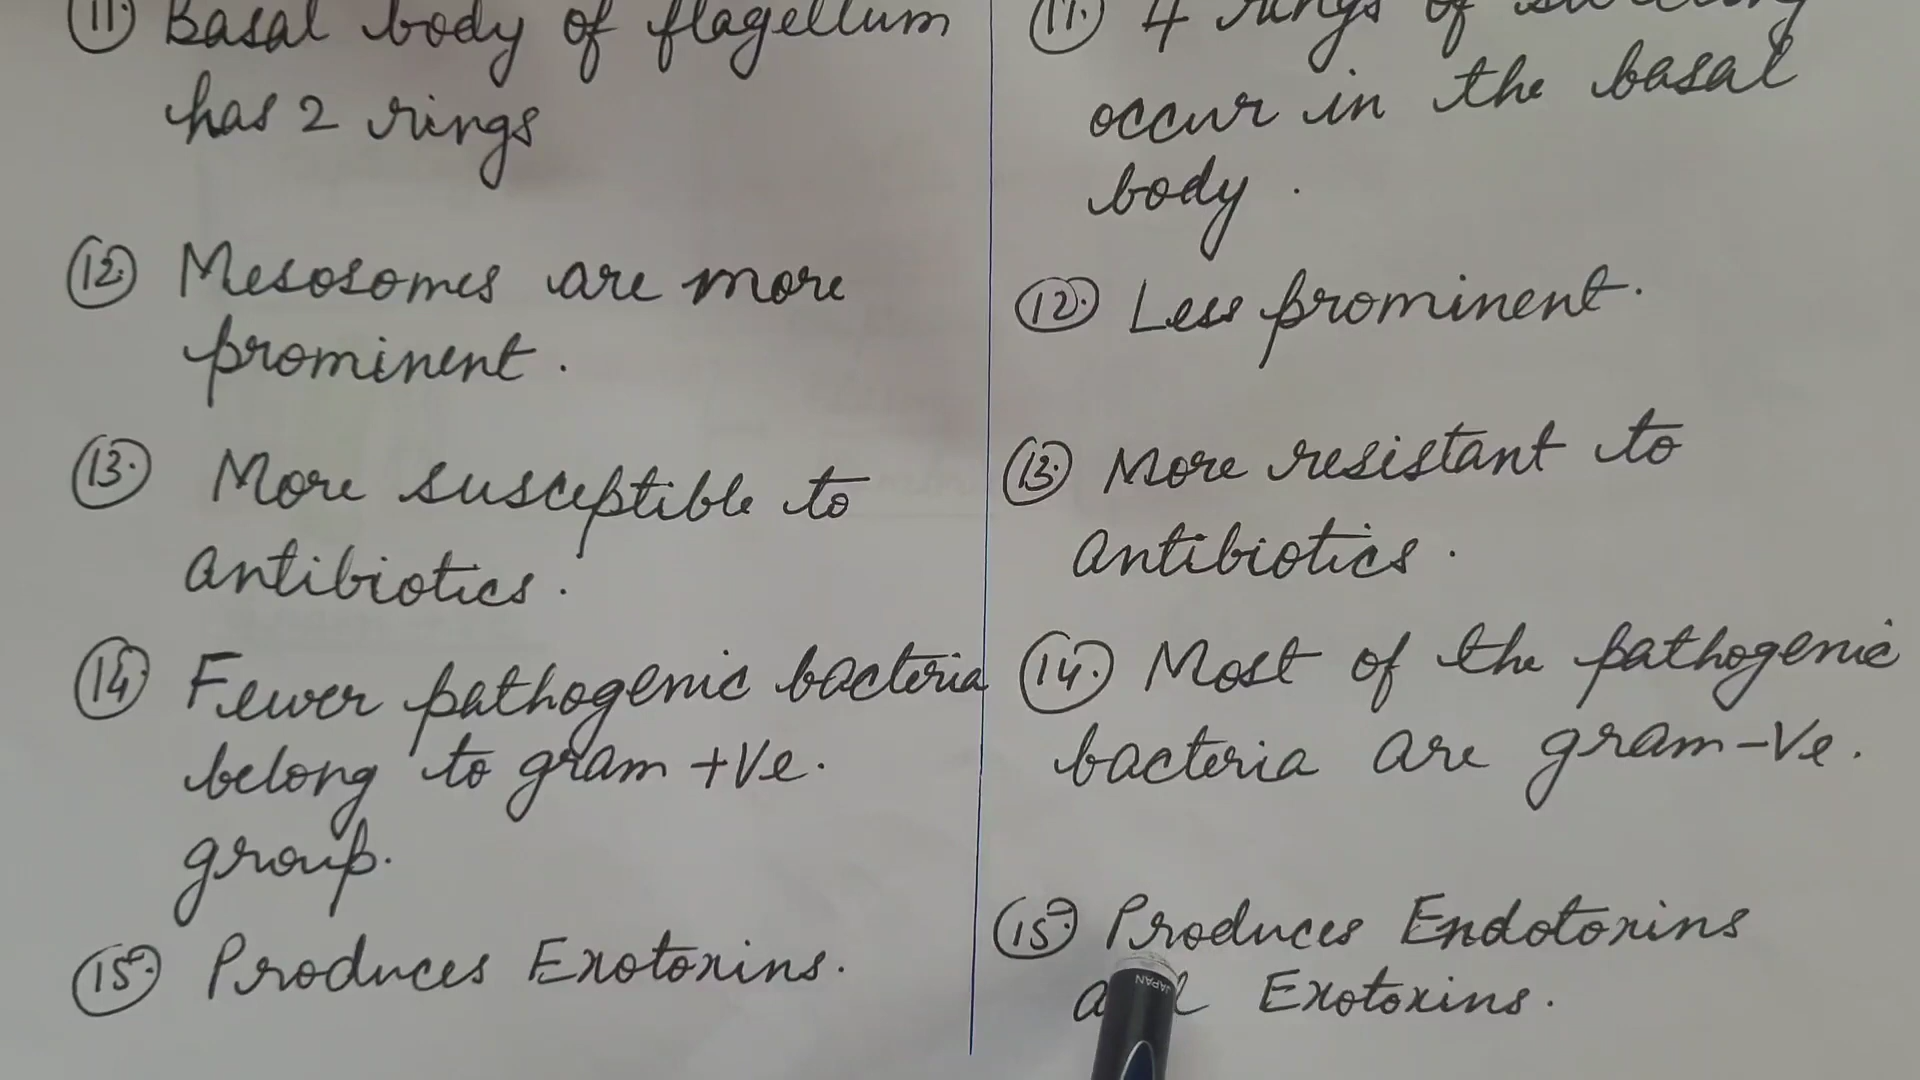 11. Basal body of flagellum
has 2 rings
12. Mesosomes are more
prominent.
13. More susceptible to
antibiotics.
14. Fewer pathogenic bacteria
belong to gram +ve.
group.
15. Produces Exotoxins.
11. 4 rings of
occur in the basal
body.
12. Less prominent.
13. More resistant to
antibiotics.
14. Most of the pathogenic
bacteria are gram -ve.
15. Produces Endotoxins
Exotoxins.
JAPAN